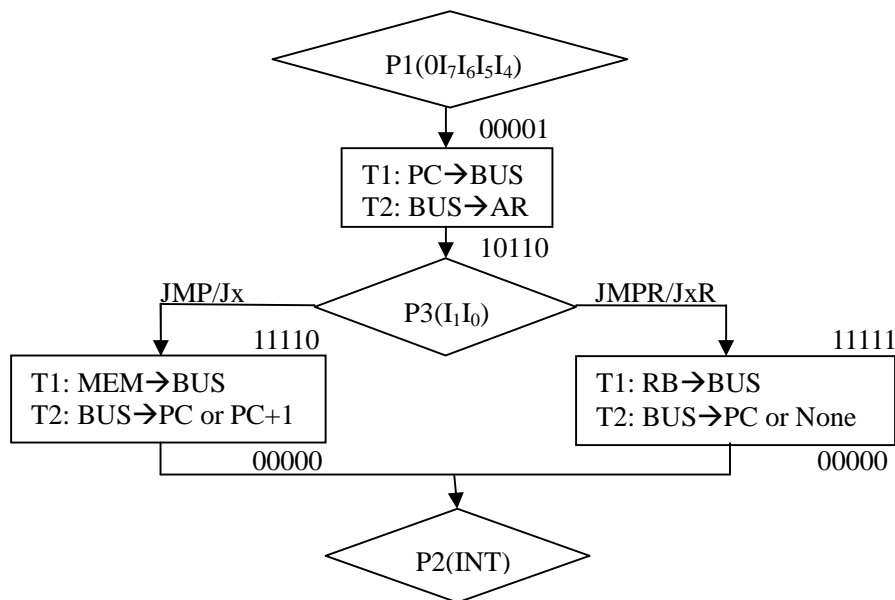 P1(0I₇I₆I₅I₄)
00001
T1: PC→BUS
T2: BUS→AR
10110
JMP/Jx
P3(I₁I₀)
JMPR/JxR
11110
T1: MEM→BUS
T2: BUS→PC or PC+1
00000
11111
T1: RB→BUS
T2: BUS→PC or None
00000
P2(INT)